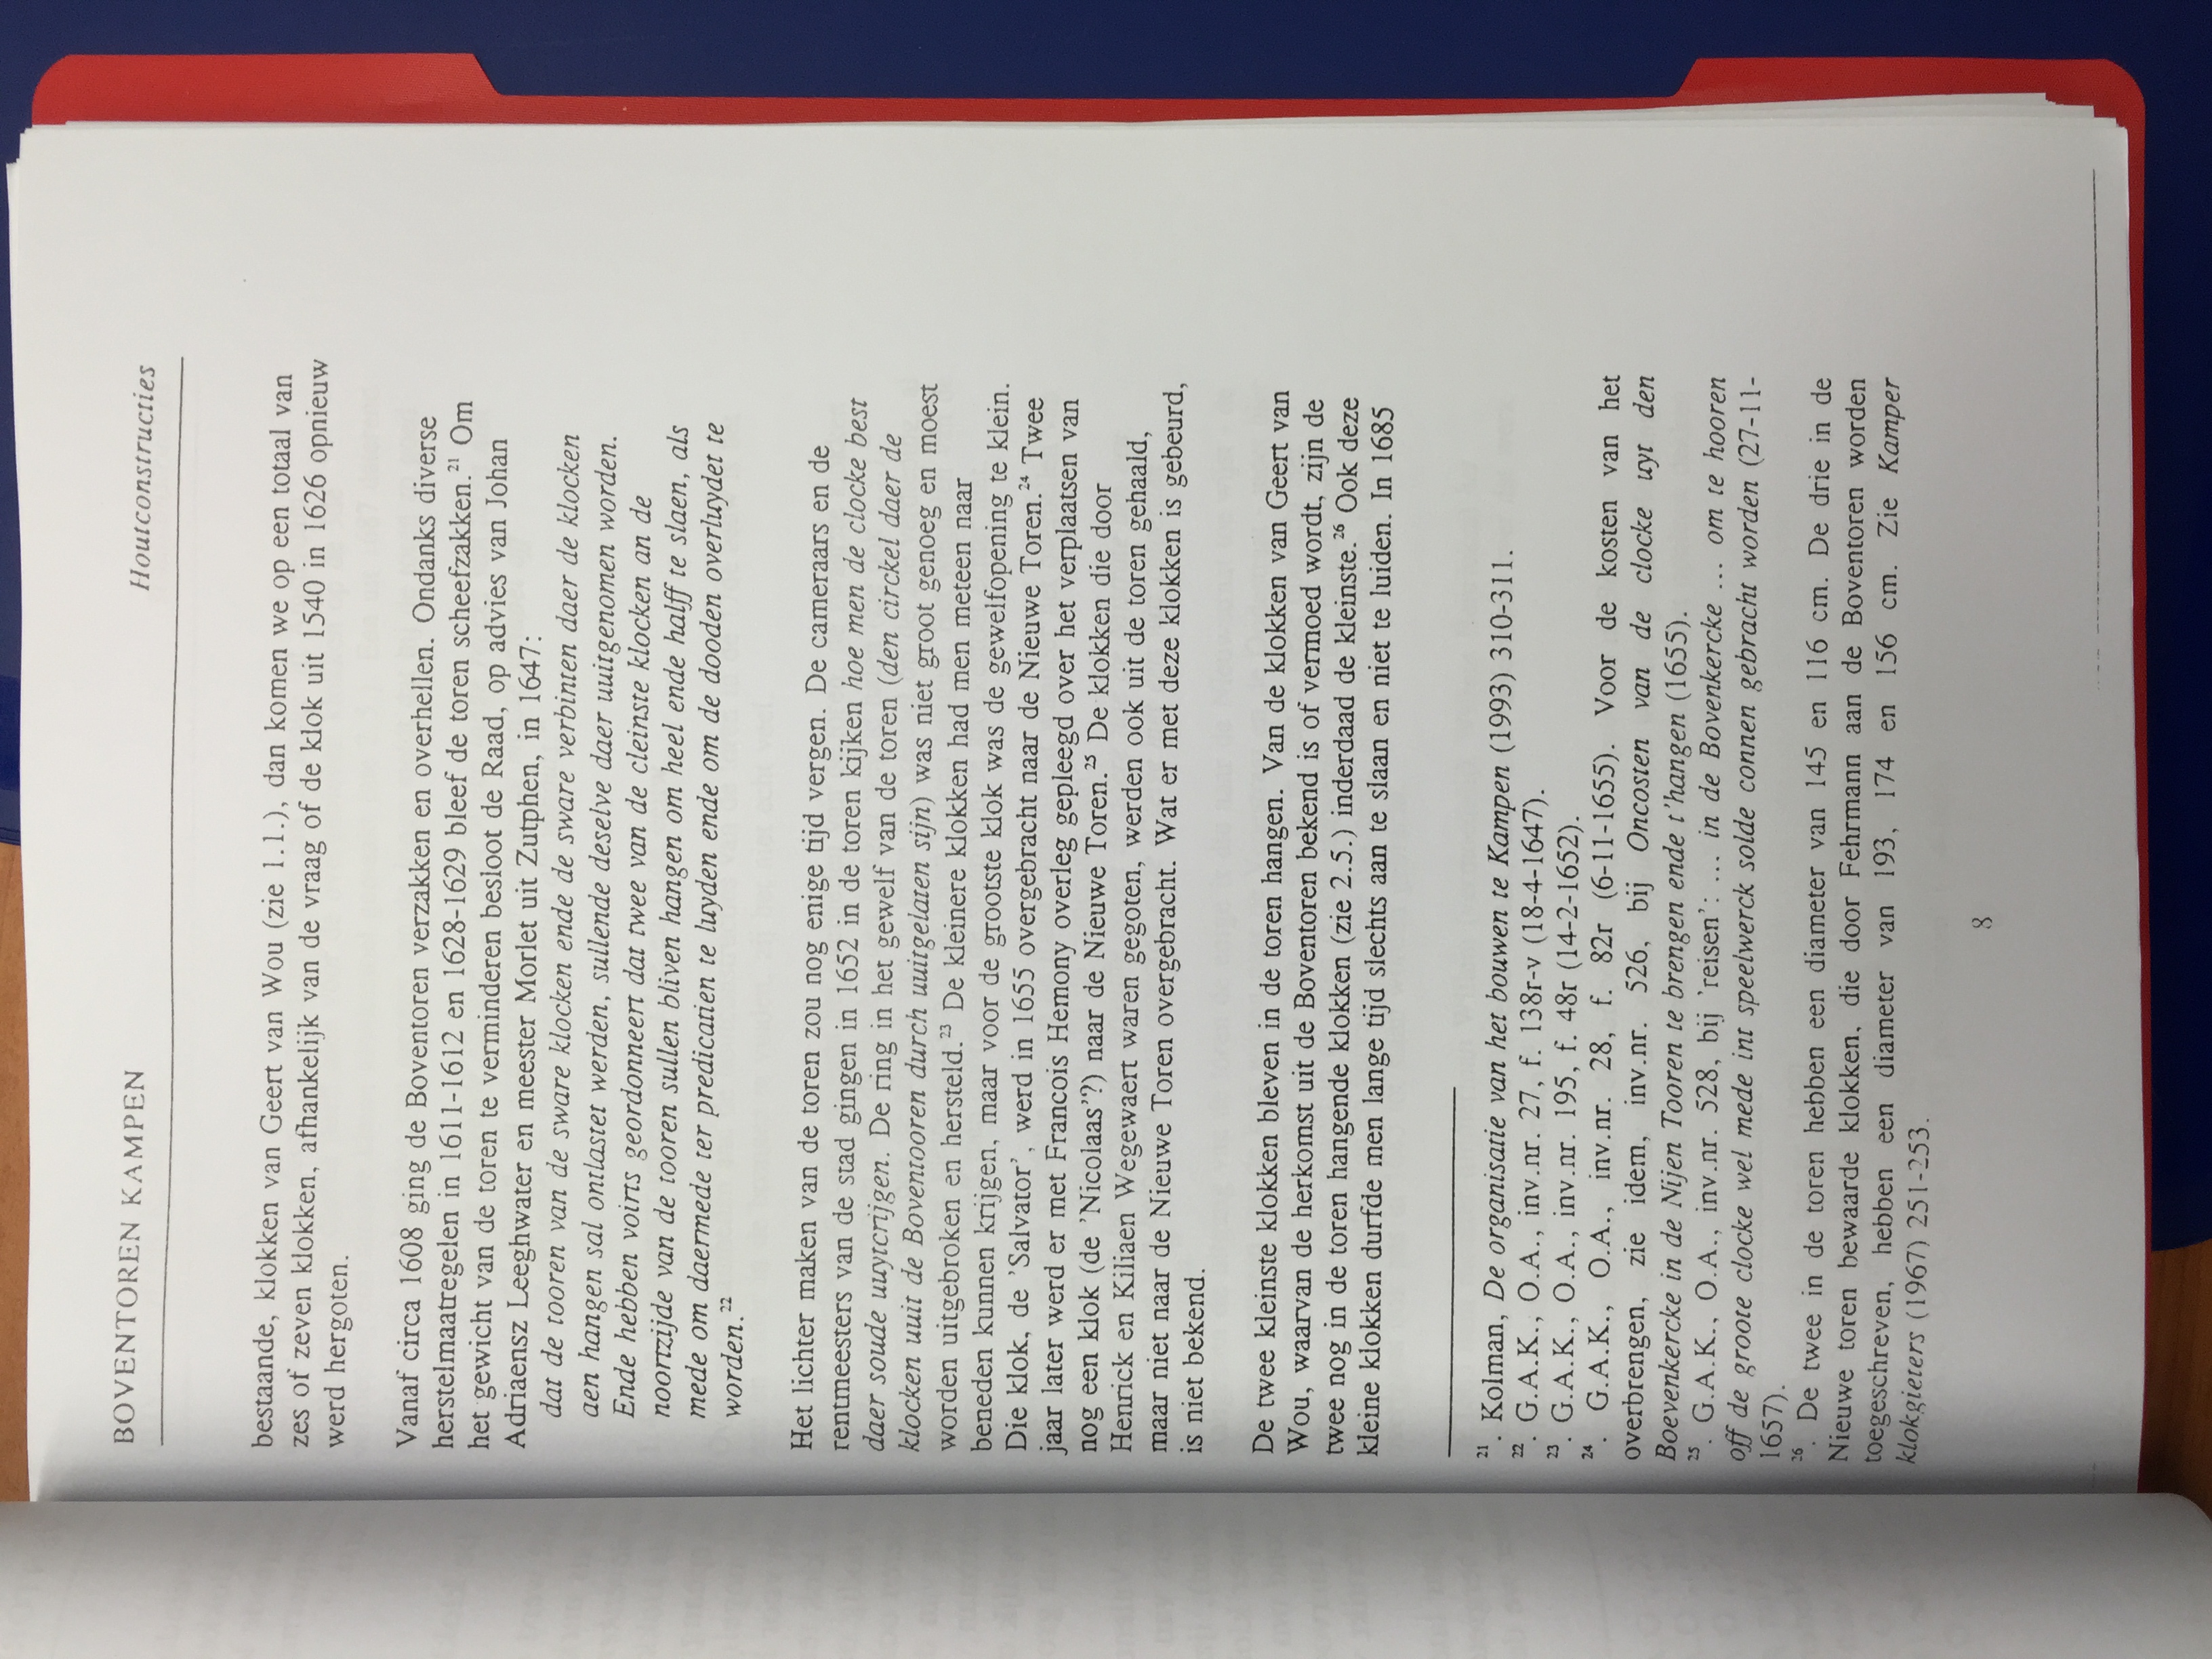 BOVENTOREN KAMPEN Houtconstructies
bestaande, klokken van Geert van Wou (zie 1.1.), dan komen we op een totaal van
zes of zeven klokken, afhankelijk van de vraag of de klok uit 1540 in 1626 opnieuw
werd hergoten.
Vanaf circa 1608 ging de Boventoren verzakken en overhellen. Ondanks diverse
herstelmaatregelen in 1611-1612 en 1628-1629 bleef de toren scheefzakken.²¹ Om
het gewicht van de toren te verminderen besloot de Raad, op advies van Johan
Adriaensz Leeghwater en meester Morlet uit Zutphen, in 1647:
dat de tooren van de sware klocken ende de sware verbinten daer de klocken
aen hangen sal ontlastet werden, sullende deselve daer uuitgenomen worden.
Ende hebben voirts geordonneert dat twee van de cleinste klocken an de
noortzijde van de tooren sullen bliven hangen om heel ende halff te slaen, als
mede om daermede ter predicatien te luyden ende om de dooden overluydet te
worden.²²
Het lichter maken van de toren zou nog enige tijd vergen. De cameraars en de
rentmeesters van de stad gingen in 1652 in de toren kijken hoe men de clocke best
daer soude uuytcrijgen. De ring in het gewelf van de toren (den circkel daer de
klocken uuit de Boventooren durch uuitgelaten sijn) was niet groot genoeg en moest
worden uitgebroken en hersteld.²³ De kleinere klokken had men meteen naar
beneden kunnen krijgen, maar voor de grootste klok was de gewelfopening te klein.
Die klok, de 'Salvator', werd in 1655 overgebracht naar de Nieuwe Toren.²⁴ Twee
jaar later werd er met Francois Hemony overleg gepleegd over het verplaatsen van
nog een klok (de 'Nicolaas'?) naar de Nieuwe Toren.²⁵ De klokken die door
Henrick en Kiliaen Wegewaert waren gegoten, werden ook uit de toren gehaald,
maar niet naar de Nieuwe Toren overgebracht. Wat er met deze klokken is gebeurd,
is niet bekend.
De twee kleinste klokken bleven in de toren hangen. Van de klokken van Geert van
Wou, waarvan de herkomst uit de Boventoren bekend is of vermoed wordt, zijn de
twee nog in de toren hangende klokken (zie 2.5.) inderdaad de kleinste.²⁶ Ook deze
kleine klokken durfde men lange tijd slechts aan te slaan en niet te luiden. In 1685
²¹. Kolman, De organisatie van het bouwen te Kampen (1993) 310-311.
²². G.A.K., O.A., inv.nr. 27, f. 138r-v (18-4-1647).
²³. G.A.K., O.A., inv.nr. 195, f. 48r (14-2-1652).
²⁴. G.A.K., O.A., inv.nr. 28, f. 82r (6-11-1655). Voor de kosten van het
overbrengen, zie idem, inv.nr. 526, bij Oncosten van de clocke uyt den
Boevenkercke in de Nijen Tooren te brengen ende t'hangen (1655).
²⁵. G.A.K., O.A., inv.nr. 528, bij 'reisen': ... in de Bovenkercke ... om te hooren
off de groote clocke wel mede int speelwerck solde connen gebracht worden (27-11-
1657).
²⁶. De twee in de toren hebben een diameter van 145 en 116 cm. De drie in de
Nieuwe toren bewaarde klokken, die door Fehrmann aan de Boventoren worden
toegeschreven, hebben een diameter van 193, 174 en 156 cm. Zie Kamper
klokgieters (1967) 251-253.
8